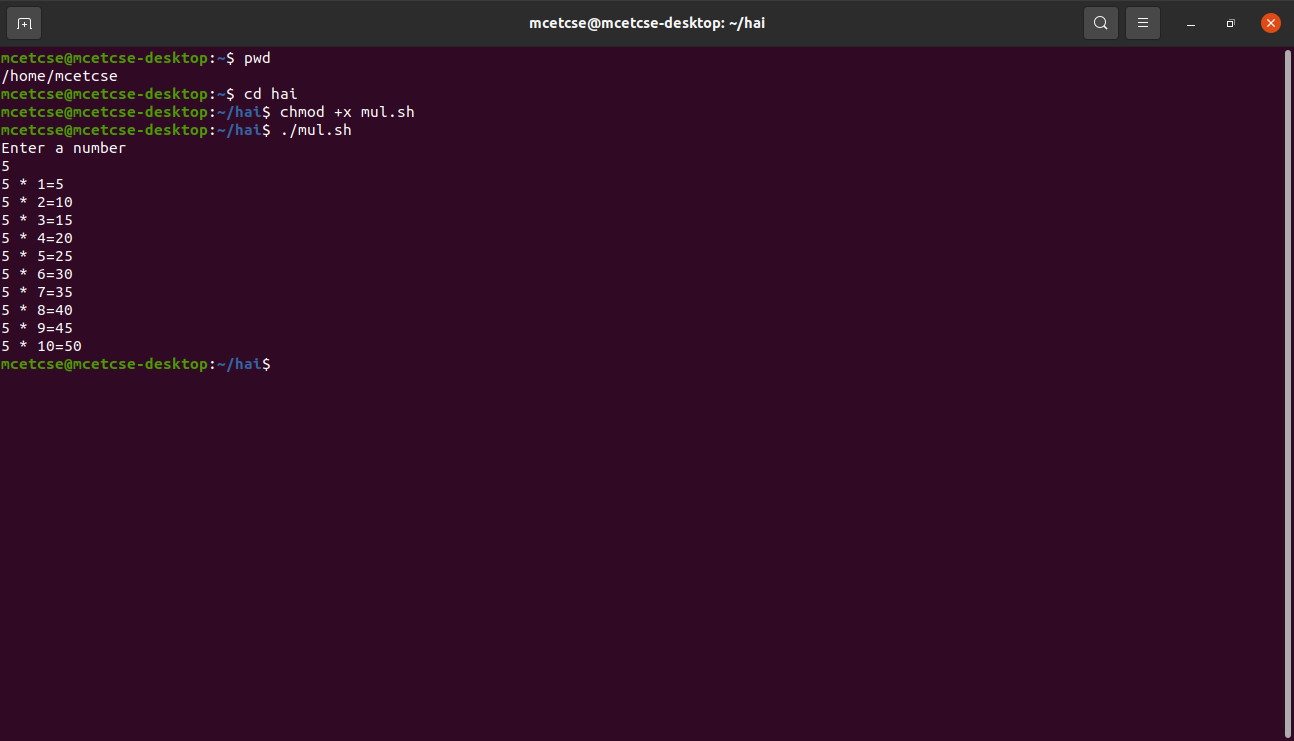 mcetcse@mcetcse-desktop: ~/hai
mcetcse@mcetcse-desktop:~$ pwd
/home/mcetcse
mcetcse@mcetcse-desktop:~$ cd hai
mcetcse@mcetcse-desktop:~/hai$ chmod +x mul.sh
mcetcse@mcetcse-desktop:~/hai$ ./mul.sh
Enter a number
5
5 * 1=5
5 * 2=10
5 * 3=15
5 * 4=20
5 * 5=25
5 * 6=30
5 * 7=35
5 * 8=40
5 * 9=45
5 * 10=50
mcetcse@mcetcse-desktop:~/hai$